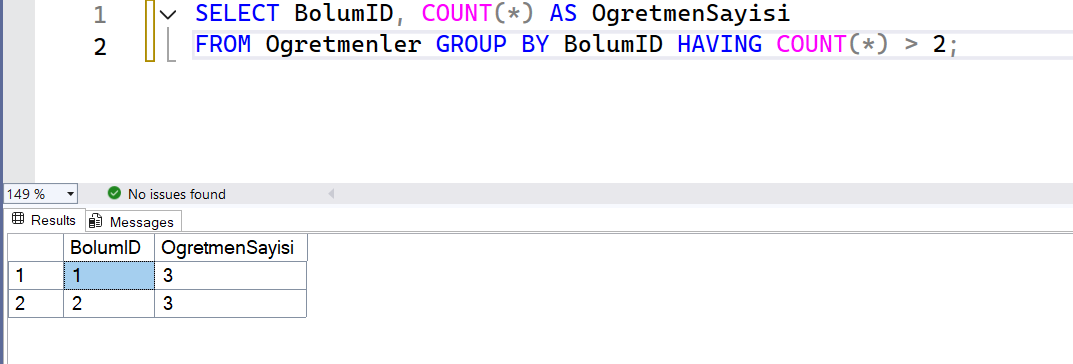 1 SELECT BolumID, COUNT(*) AS OgretmenSayisi
2 FROM Ogretmenler GROUP BY BolumID HAVING COUNT(*) > 2;
149 % No issues found
Results Messages
BolumID OgretmenSayisi
1 1 3
2 2 3